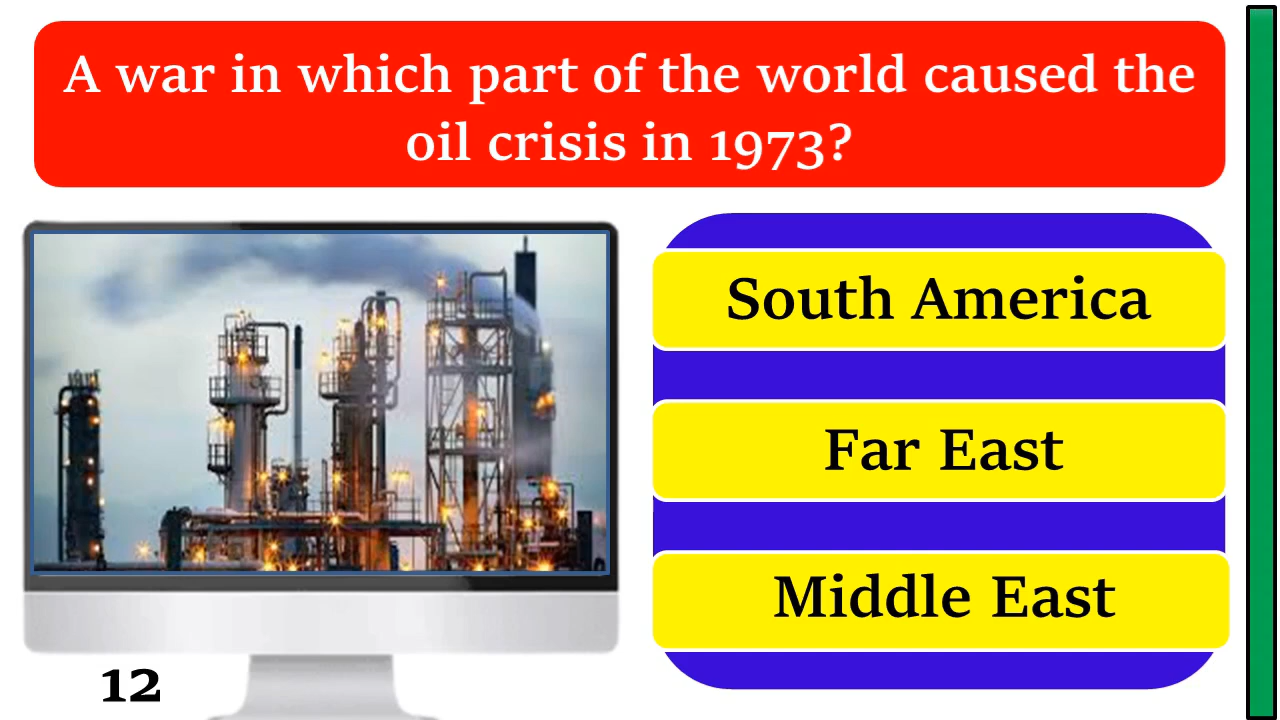 A war in which part of the world caused the
oil crisis in 1973?
South America
Far East
Middle East
12